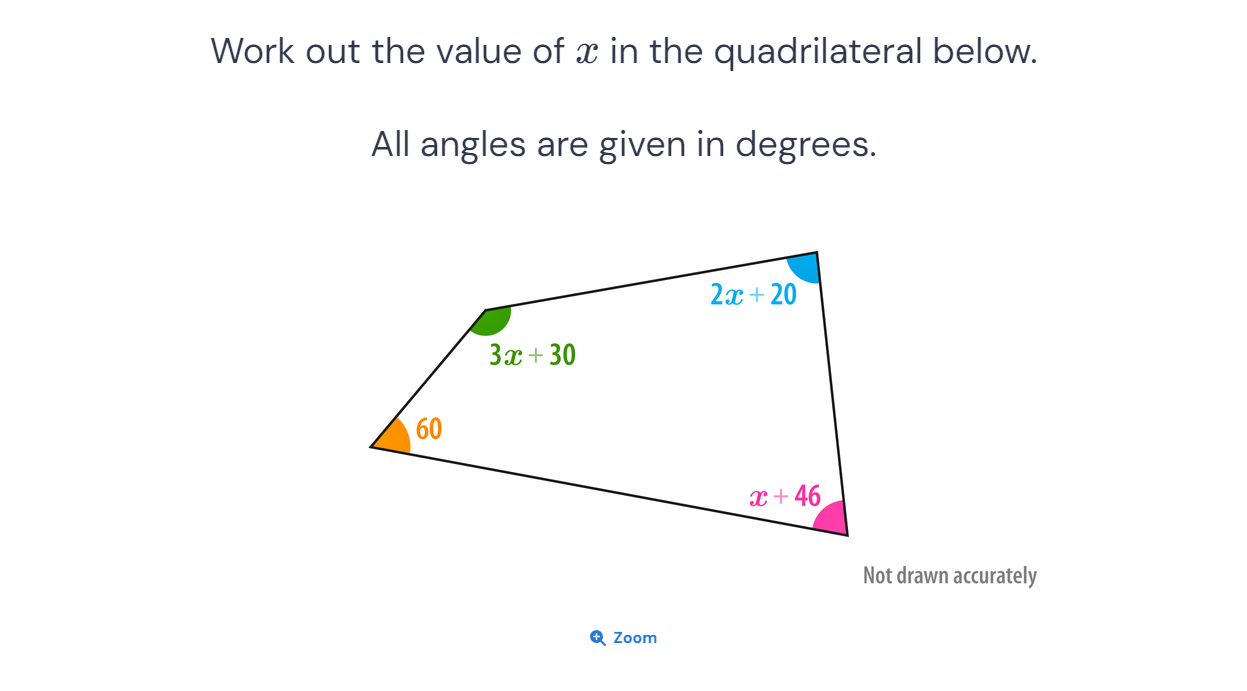 Work out the value of x in the quadrilateral below.
All angles are given in degrees.
2x + 20
3x + 30
60
x + 46
Not drawn accurately
Zoom